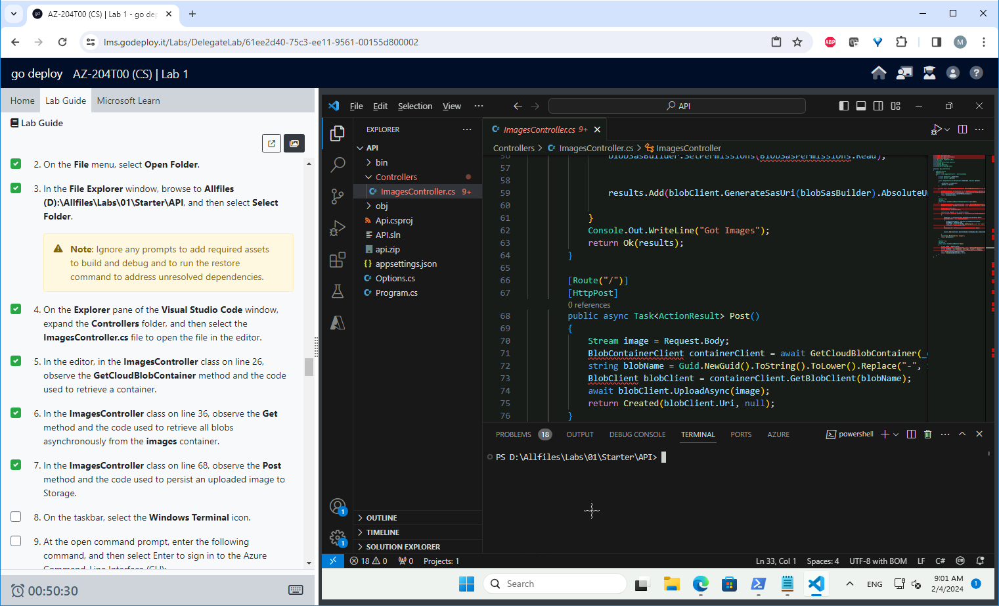 AZ-204T00 (CS) | Lab 1 - go dep
lms.godeploy.it/Labs/DelegateLab/61ee2d40-75c3-ee11-9561-00155d800002
ABP
M
go deploy AZ-204T00 (CS) | Lab 1
Home Lab Guide Microsoft Learn
Lab Guide
2. On the File menu, select Open Folder.
3. In the File Explorer window, browse to Allfiles
(D):\Allfiles\Labs\01\Starter\API, and then select Select
Folder.
Note: Ignore any prompts to add required assets
to build and debug and to run the restore
command to address unresolved dependencies.
4. On the Explorer pane of the Visual Studio Code window,
expand the Controllers folder, and then select the
ImagesController.cs file to open the file in the editor.
5. In the editor, in the ImagesController class on line 26,
observe the GetCloudBlobContainer method and the code
used to retrieve a container.
6. In the ImagesController class on line 36, observe the Get
method and the code used to retrieve all blobs
asynchronously from the images container.
7. In the ImagesController class on line 68, observe the Post
method and the code used to persist an uploaded image to
Storage.
8. On the taskbar, select the Windows Terminal icon.
9. At the open command prompt, enter the following
command, and then select Enter to sign in to the Azure
Command-Line Interface (CLI):
00:50:30
File Edit Selection View ···
API
EXPLORER ···
API
bin
Controllers
ImagesController.cs 9+
obj
Api.csproj
API.sln
api.zip
appsettings.json
Options.cs
Program.cs
OUTLINE
TIMELINE
SOLUTION EXPLORER
1
1
ImagesController.cs 9+
Controllers > ImagesController.cs > ImagesController
56 blobSasBuilder.SetPermissions(BlobSasPermissions.Read);
57
58
59 results.Add(blobClient.GenerateSasUri(blobSasBuilder).AbsoluteU
60
61 }
62 Console.Out.WriteLine("Got Images");
63 return Ok(results);
64 }
65
66 [Route("/")]
67 [HttpPost]
0 references
68 public async Task<ActionResult> Post()
69 {
70 Stream image = Request.Body;
71 BlobContainerClient containerClient = await GetCloudBlobContainer(_
72 string blobName = Guid.NewGuid().ToString().ToLower().Replace("-",
73 BlobClient blobClient = containerClient.GetBlobClient(blobName);
74 await blobClient.UploadAsync(image);
75 return Created(blobClient.Uri, null);
76 }
PROBLEMS 18 OUTPUT DEBUG CONSOLE TERMINAL PORTS AZURE powershell
PS D:\Allfiles\Labs\01\Starter\API>
18 0 0 Projects: 1 Ln 33, Col 1 Spaces: 4 UTF-8 with BOM LF C#
Search
ENG
9:01 AM
2/4/2024
1